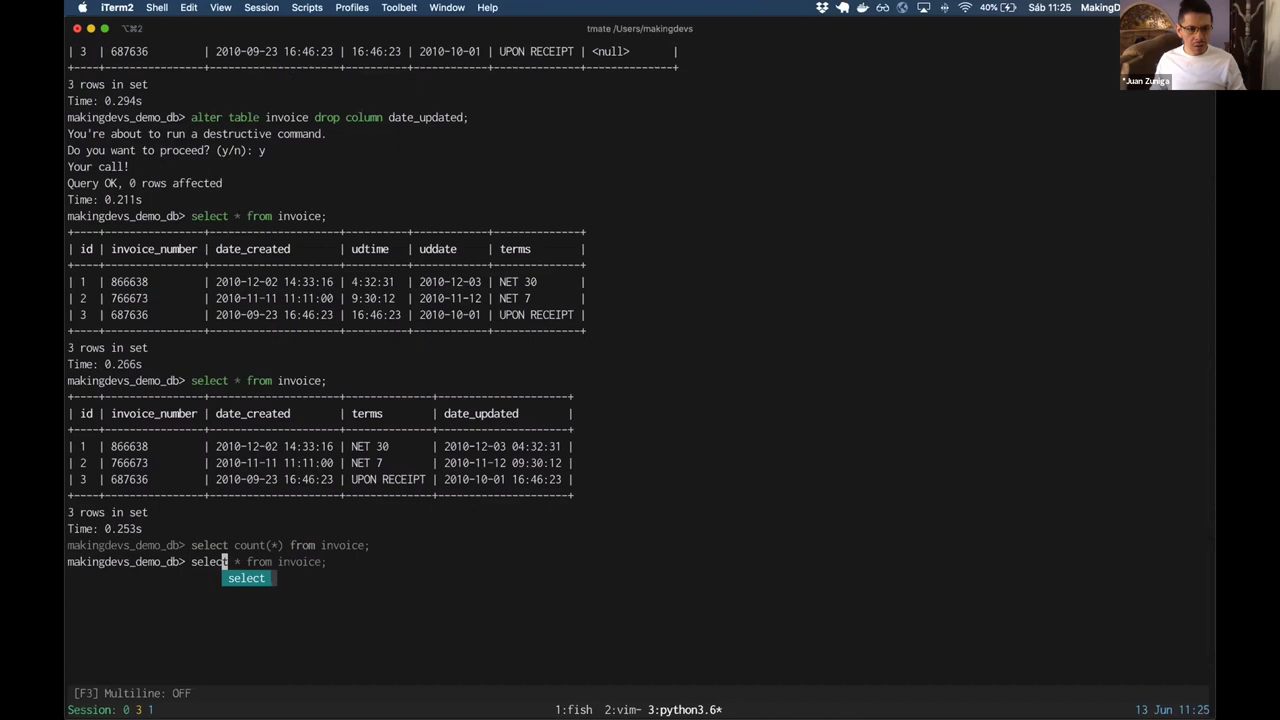 iTerm2 Shell Edit View Session Scripts Profiles Toolbelt Window Help 40% Sáb 11:25 MakingD
⌥⌘2 tmate /Users/makingdevs
*Juan Zuniga
| 3 | 687636 | 2010-09-23 16:46:23 | 16:46:23 | 2010-10-01 | UPON RECEIPT | <null> |
+----+----------------+---------------------+----------+------------+--------------+--------------+
3 rows in set
Time: 0.294s
makingdevs_demo_db> alter table invoice drop column date_updated;
You're about to run a destructive command.
Do you want to proceed? (y/n): y
Your call!
Query OK, 0 rows affected
Time: 0.211s
makingdevs_demo_db> select * from invoice;
+----+----------------+---------------------+----------+------------+--------------+
| id | invoice_number | date_created | udtime | uddate | terms |
+----+----------------+---------------------+----------+------------+--------------+
| 1 | 866638 | 2010-12-02 14:33:16 | 4:32:31 | 2010-12-03 | NET 30 |
| 2 | 766673 | 2010-11-11 11:11:00 | 9:30:12 | 2010-11-12 | NET 7 |
| 3 | 687636 | 2010-09-23 16:46:23 | 16:46:23 | 2010-10-01 | UPON RECEIPT |
+----+----------------+---------------------+----------+------------+--------------+
3 rows in set
Time: 0.266s
makingdevs_demo_db> select * from invoice;
+----+----------------+---------------------+--------------+---------------------+
| id | invoice_number | date_created | terms | date_updated |
+----+----------------+---------------------+--------------+---------------------+
| 1 | 866638 | 2010-12-02 14:33:16 | NET 30 | 2010-12-03 04:32:31 |
| 2 | 766673 | 2010-11-11 11:11:00 | NET 7 | 2010-11-12 09:30:12 |
| 3 | 687636 | 2010-09-23 16:46:23 | UPON RECEIPT | 2010-10-01 16:46:23 |
+----+----------------+---------------------+--------------+---------------------+
3 rows in set
Time: 0.253s
makingdevs_demo_db> select count(*) from invoice;
makingdevs_demo_db> select * from invoice;
select
[F3] Multiline: OFF
Session: 0 3 1 1:fish 2:vim- 3:python3.6* 13 Jun 11:25